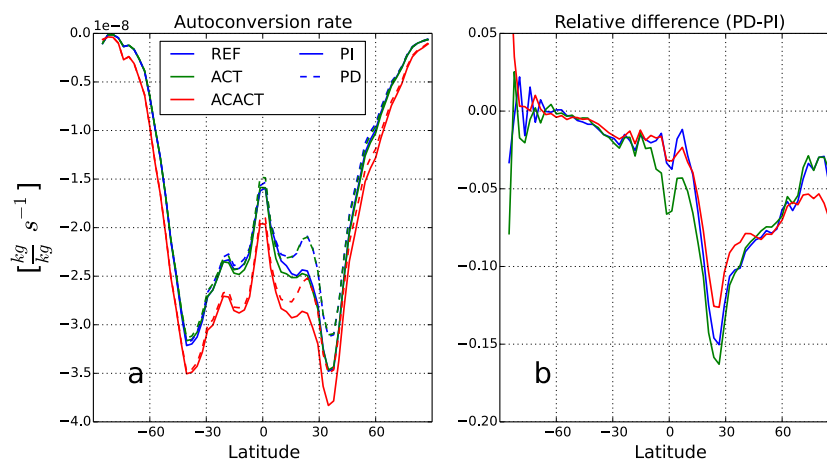 Autoconversion rate
1e−8
0.0
−0.5
−1.0
−1.5
−2.0
−2.5
−3.0
−3.5
−4.0
[kg/kg s⁻¹]
REF
ACT
ACACT
PI
PD
a
−60
−30
0
30
60
Latitude
Relative difference (PD-PI)
0.00
−0.05
−0.10
−0.15
−0.20
b
−60
−30
0
30
60
Latitude